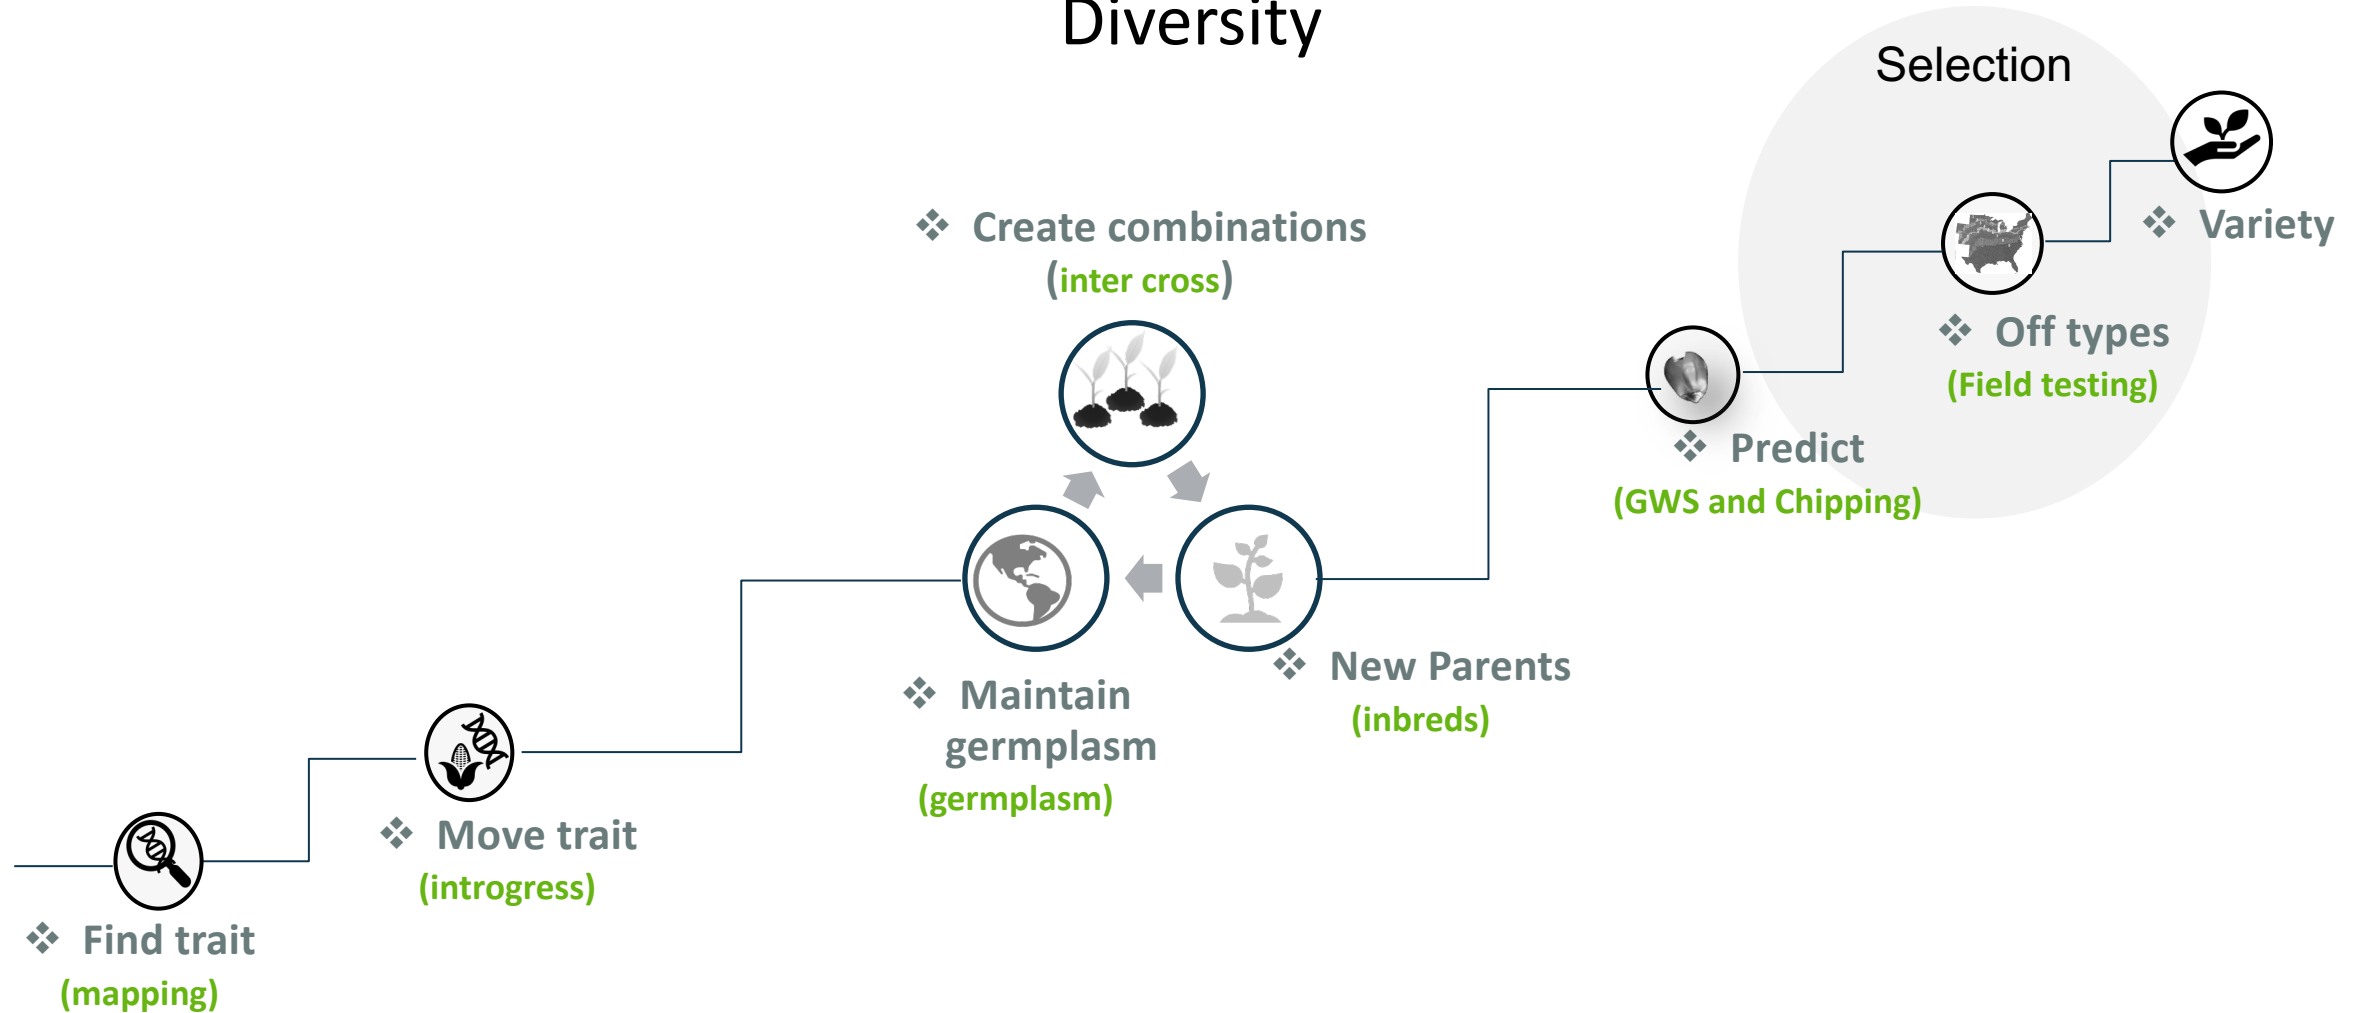 Diversity
Selection
❖ Create combinations
(inter cross)
❖ Variety
❖ Off types
(Field testing)
❖ Predict
(GWS and Chipping)
❖ New Parents
(inbreds)
❖ Maintain
germplasm
(germplasm)
❖ Move trait
(introgress)
❖ Find trait
(mapping)